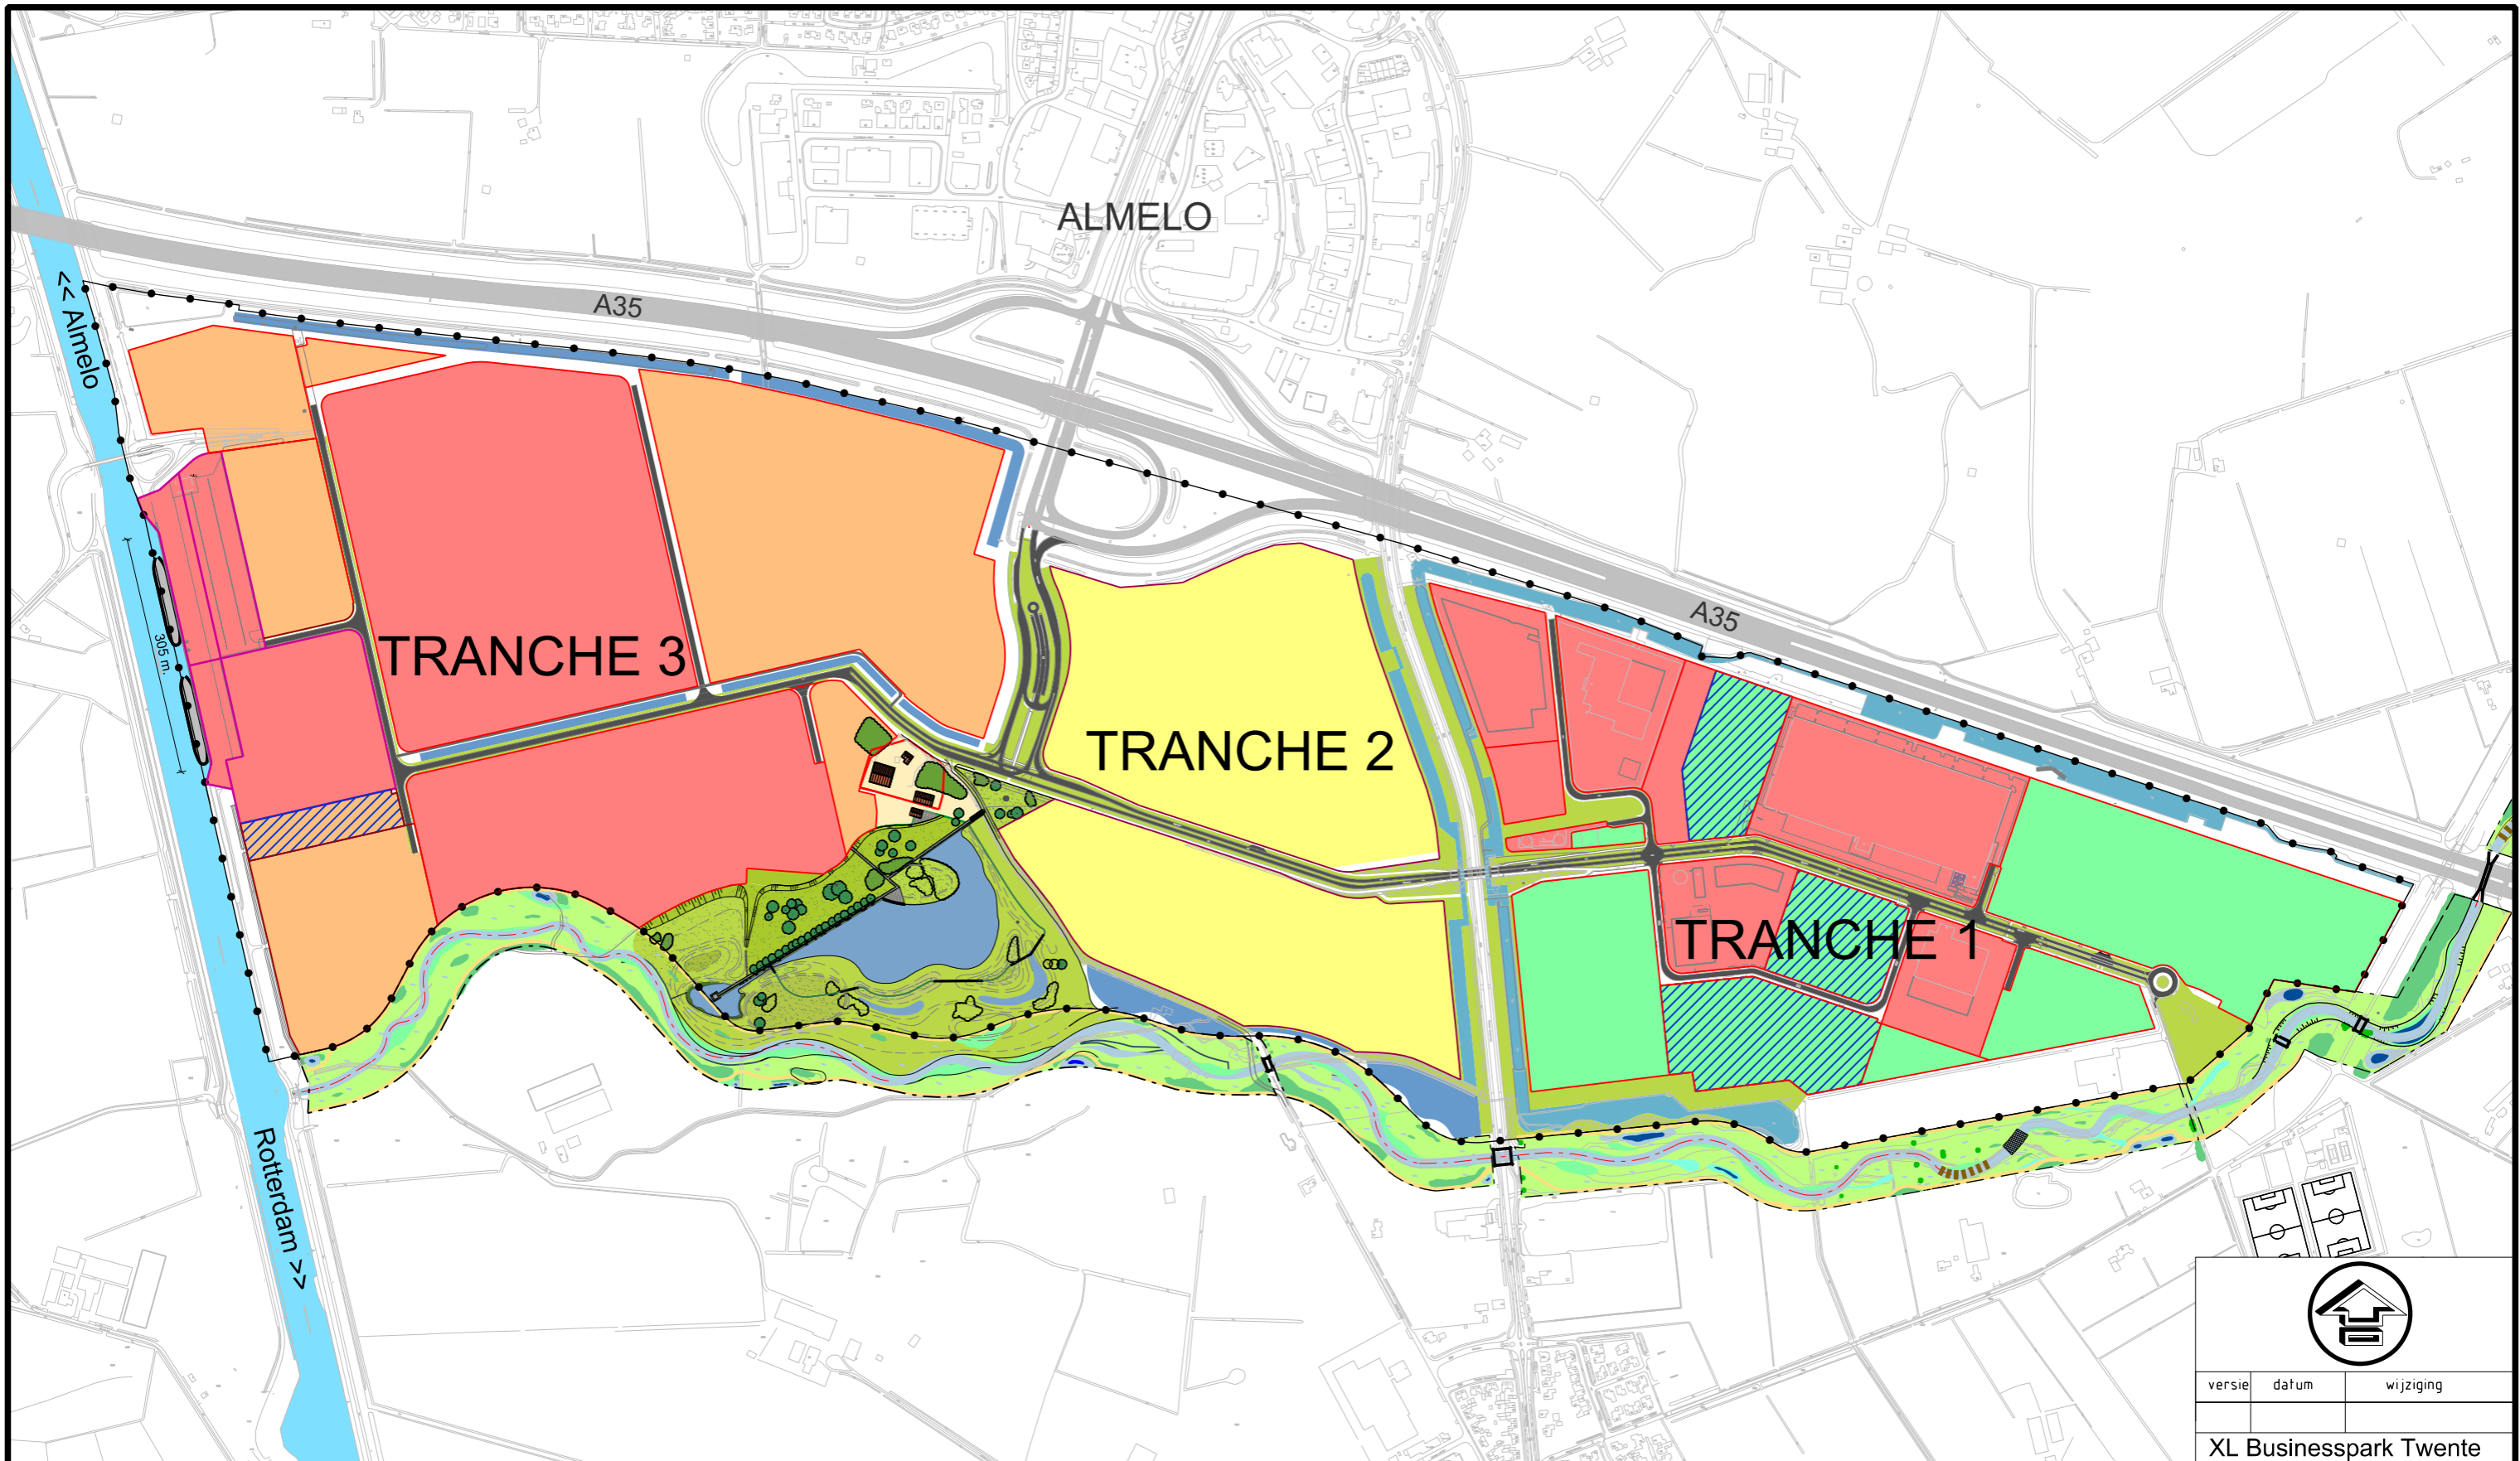 ALMELO
A35
<< Almelo
A35
305 m.
TRANCHE 3
TRANCHE 2
TRANCHE 1
Rotterdam >>
versie datum wijziging
XL Businesspark Twente